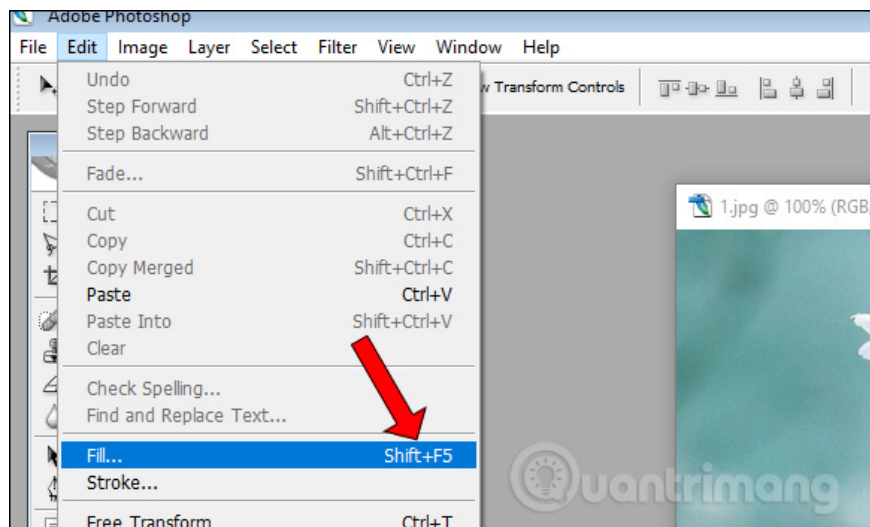 Adobe Photoshop
File Edit Image Layer Select Filter View Window Help
Undo Ctrl+Z
Transform Controls
Step Forward Shift+Ctrl+Z
Step Backward Alt+Ctrl+Z
Fade... Shift+Ctrl+F
Cut Ctrl+X
1.jpg @ 100% (RGB
Copy Ctrl+C
Copy Merged Shift+Ctrl+C
Paste Ctrl+V
Paste Into Shift+Ctrl+V
Clear
Check Spelling...
Find and Replace Text...
Fill... Shift+F5
Stroke...
Quantrimang
Free Transform Ctrl+T